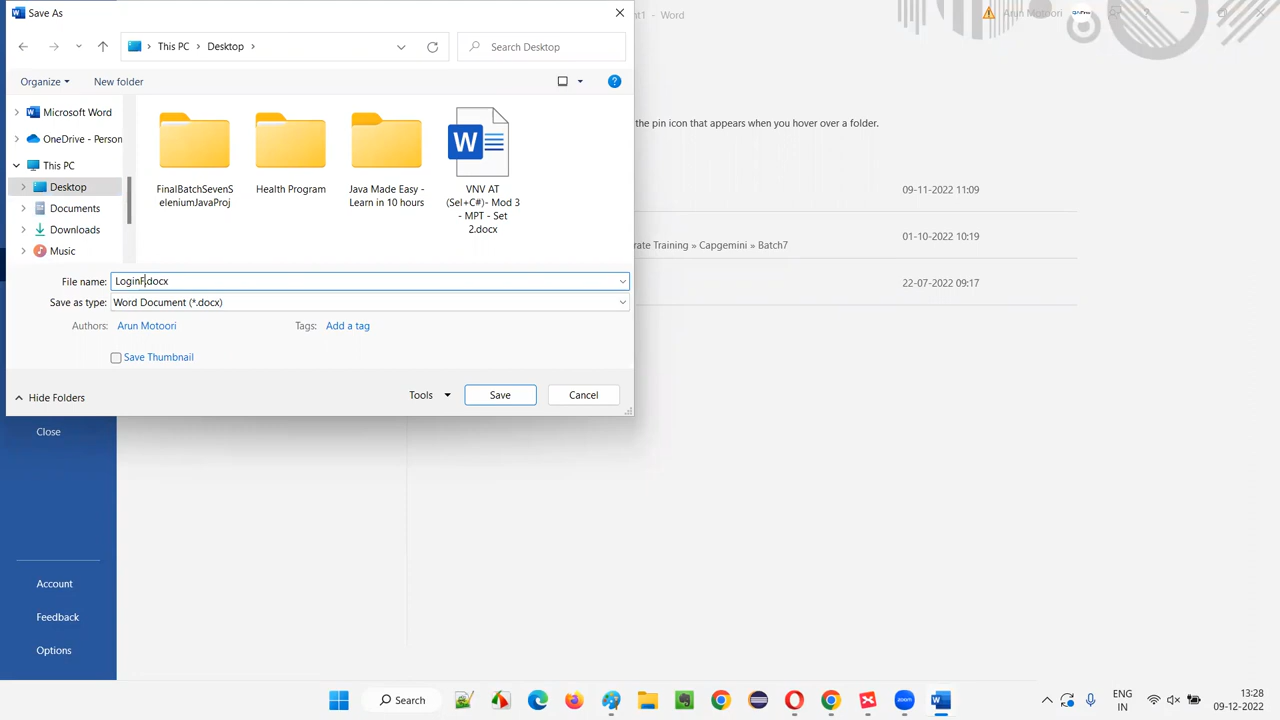 Save As
nt1 - Word
Arun Motoori
This PC
Desktop
Search Desktop
Organize
New folder
Microsoft Word
OneDrive - Person
This PC
Desktop
Documents
Downloads
Music
FinalBatchSevenS
eleniumJavaProj
Health Program
Java Made Easy -
Learn in 10 hours
VNV AT
(Sel+C#)- Mod 3
- MPT - Set
2.docx
the pin icon that appears when you hover over a folder.
09-11-2022 11:09
01-10-2022 10:19
rate Training » Capgemini » Batch7
22-07-2022 09:17
File name:
LoginF.docx
Save as type:
Word Document (*.docx)
Authors:
Arun Motoori
Tags:
Add a tag
Save Thumbnail
Hide Folders
Tools
Save
Cancel
Close
Account
Feedback
Options
Search
zoom
ENG
IN
13:28
09-12-2022